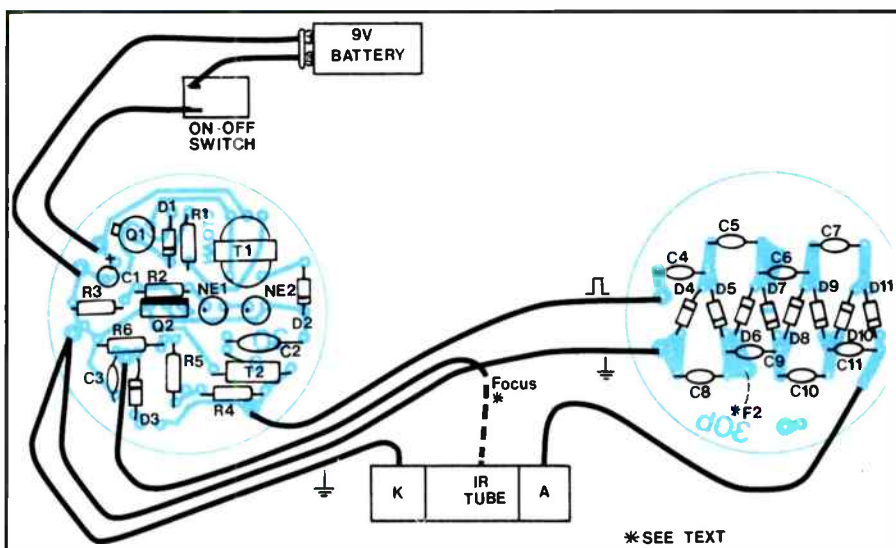 9V
BATTERY
ON-OFF
SWITCH
D1
R1
Q1
T1
+
C1
R2
NE1
NE2
R3
Q2
D2
R6
R5
C2
C3
T2
D3
R4
C5
C7
C4
C6
D4
D5
D7
D9
D11
D6
D8
D10
C9
C11
C8
C10
*F2
30p
Focus
*
K
IR
TUBE
A
*SEE TEXT